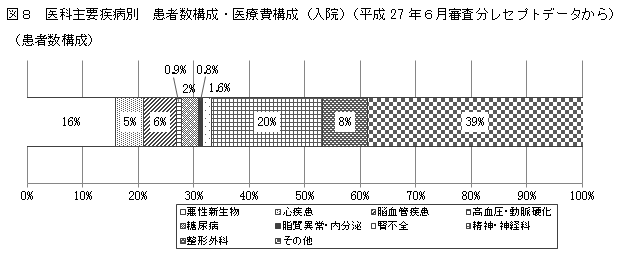 図８　医科主要疾病別　患者数構成・医療費構成（入院）（平成 27 年６月審査分レセプトデータから）
（患者数構成）
0.9% 0.8%
2% 1.6%
16% 5% 6% 20% 8% 39%
0% 10% 20% 30% 40% 50% 60% 70% 80% 90% 100%
悪性新生物 心疾患 脳血管疾患 高血圧・動脈硬化
糖尿病 脂質異常・内分泌 腎不全 精神・神経科
整形外科 その他